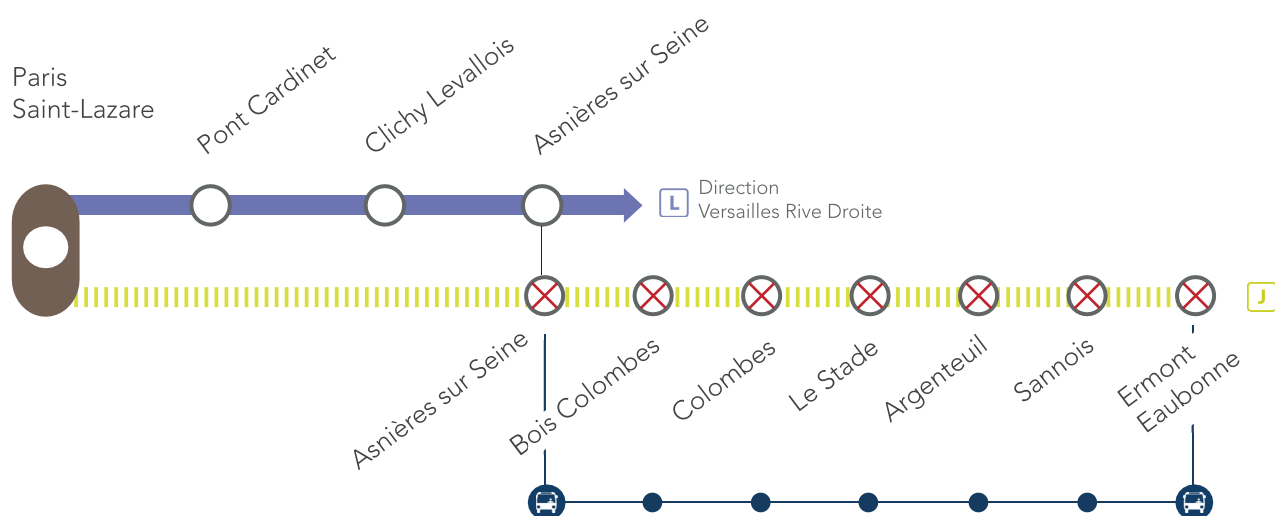 Paris
Saint-Lazare
Pont Cardinet
Clichy Levallois
Asnières sur Seine
L
Direction
Versailles Rive Droite
J
Asnières sur Seine
Bois Colombes
Colombes
Le Stade
Argenteuil
Sannois
Ermont
Eaubonne